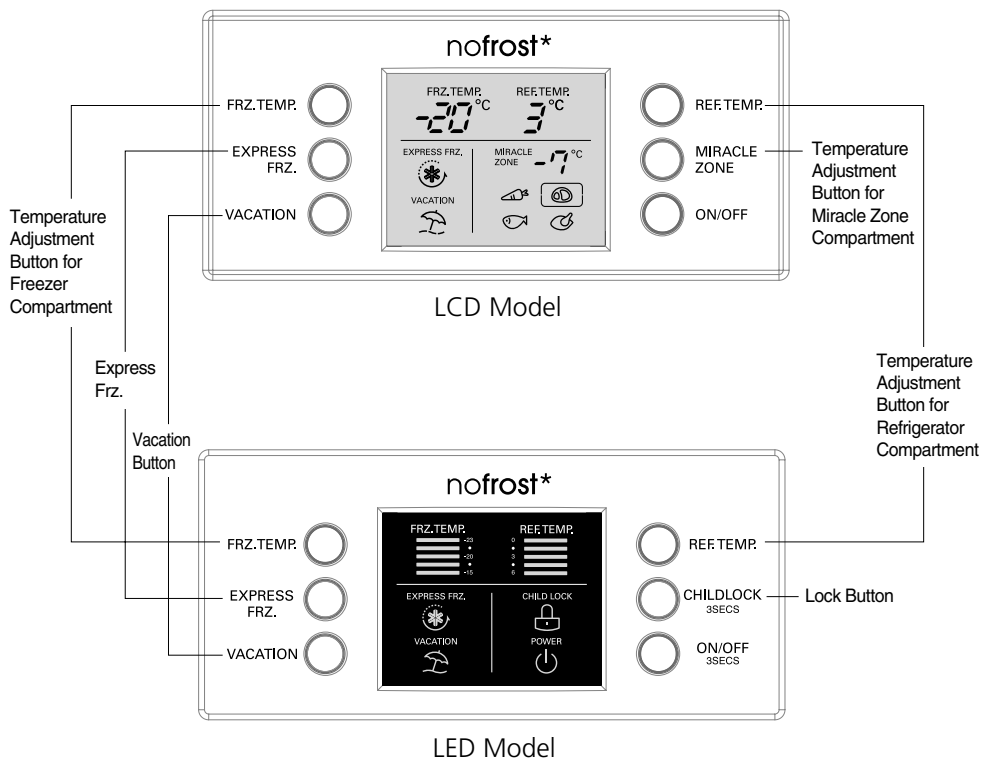 nofrost*
FRZ.TEMP.
EXPRESS
FRZ.
VACATION
FRZ.TEMP.
-20 °C
REF.TEMP.
3 °C
EXPRESS FRZ.
VACATION
MIRACLE
ZONE
-7 °C
REF.TEMP.
MIRACLE
ZONE
ON/OFF
LCD Model
Temperature
Adjustment
Button for
Freezer
Compartment
Express
Frz.
Vacation
Button
Temperature
Adjustment
Button for
Miracle Zone
Compartment
Temperature
Adjustment
Button for
Refrigerator
Compartment
nofrost*
FRZ.TEMP.
EXPRESS
FRZ.
VACATION
FRZ.TEMP.
-23
-20
-15
REF.TEMP.
0
3
6
EXPRESS FRZ.
VACATION
CHILD LOCK
POWER
REF.TEMP.
CHILDLOCK
3SECS
ON/OFF
3SECS
Lock Button
LED Model